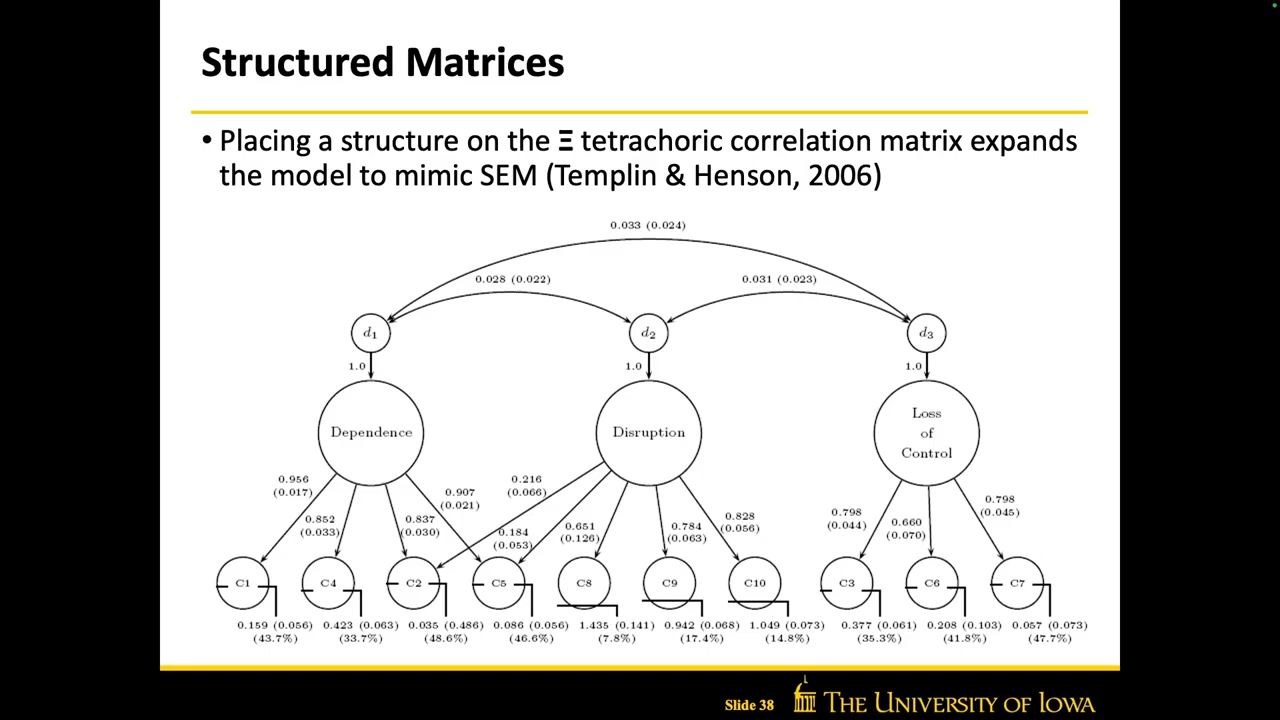 Structured Matrices
• Placing a structure on the Ξ tetrachoric correlation matrix expands
the model to mimic SEM (Templin & Henson, 2006)
0.033 (0.024)
0.028 (0.022)
0.031 (0.023)
d1
d2
d3
1.0
1.0
1.0
Dependence
Disruption
Loss
of
Control
0.956
(0.017)
0.852
(0.033)
0.837
(0.030)
0.907
(0.021)
0.216
(0.066)
0.184
(0.053)
0.651
(0.126)
0.784
(0.063)
0.828
(0.056)
0.798
(0.044)
0.660
(0.070)
0.798
(0.045)
C1
C4
C2
C5
C8
C9
C10
C3
C6
C7
0.159 (0.056)
(43.7%)
0.423 (0.063)
(33.7%)
0.035 (0.486)
(48.6%)
0.086 (0.056)
(46.6%)
1.435 (0.141)
(7.8%)
0.942 (0.068)
(17.4%)
1.049 (0.073)
(14.8%)
0.377 (0.061)
(35.3%)
0.208 (0.103)
(41.8%)
0.057 (0.073)
(47.7%)
Slide 38
THE UNIVERSITY OF IOWA